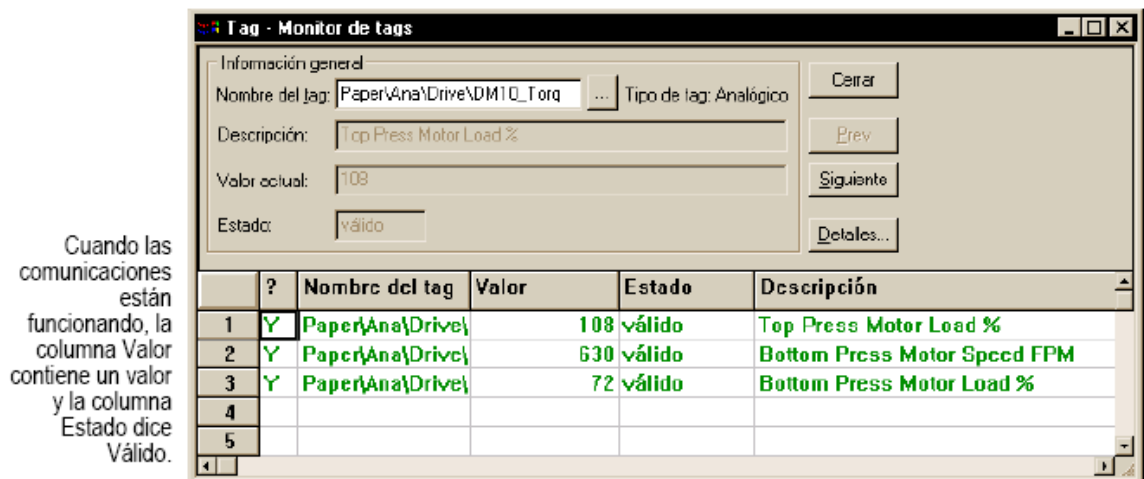 Tag - Monitor de tags
Información general
Nombre del tag: Paper\Ana\Drive\DM10_Torq ... Tipo de tag: Analógico
Cerrar
Descripción: Top Press Motor Load %
Prev
Valor actual: 108
Siguiente
Estado: válido
Detalles...
Cuando las
comunicaciones
están
funcionando, la
columna Valor
contiene un valor
y la columna
Estado dice
Válido.
? Nombre del tag Valor Estado Descripción
1 Y Paper\Ana\Drive\ 108 válido Top Press Motor Load %
2 Y Paper\Ana\Drive\ 630 válido Bottom Press Motor Speed FPM
3 Y Paper\Ana\Drive\ 72 válido Bottom Press Motor Load %
4
5